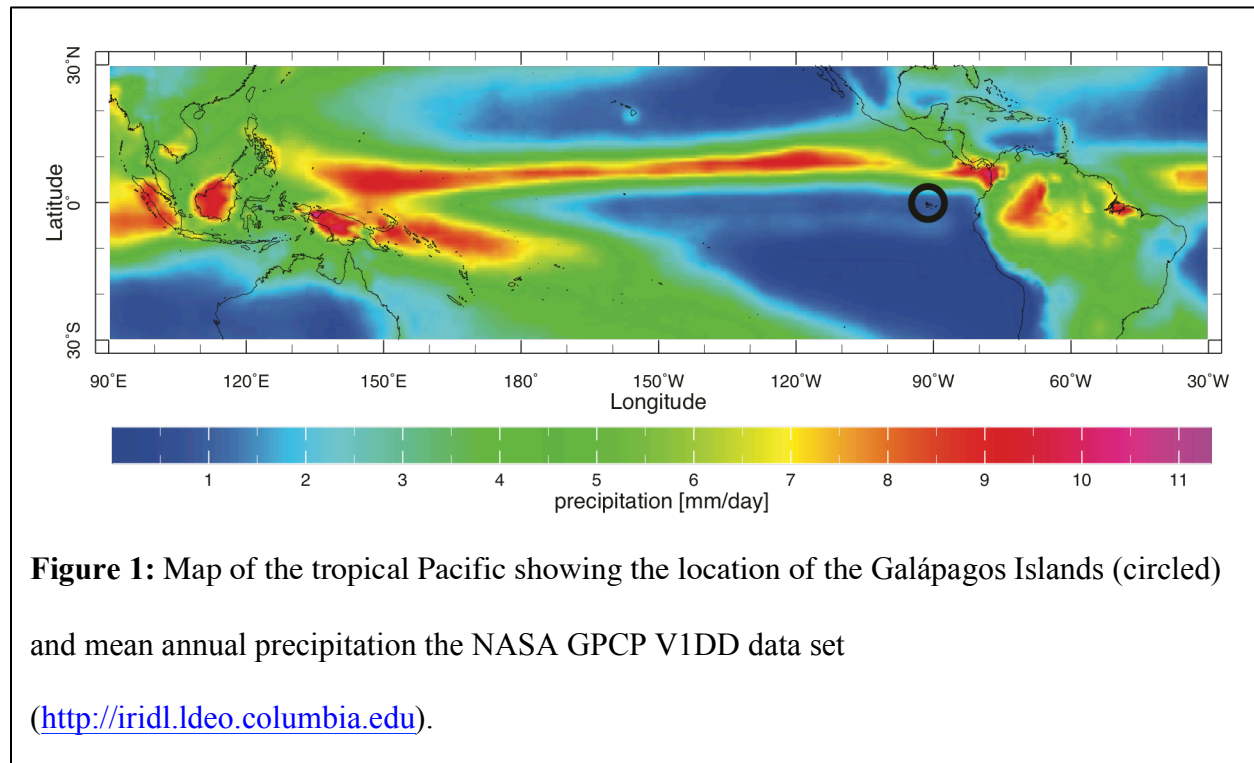 30°N
0°
30°S
Latitude
90°E 120°E 150°E 180° 150°W 120°W 90°W 60°W 30°W
Longitude
1 2 3 4 5 6 7 8 9 10 11
precipitation [mm/day]
Figure 1: Map of the tropical Pacific showing the location of the Galápagos Islands (circled)
and mean annual precipitation the NASA GPCP V1DD data set
(http://iridl.ldeo.columbia.edu).